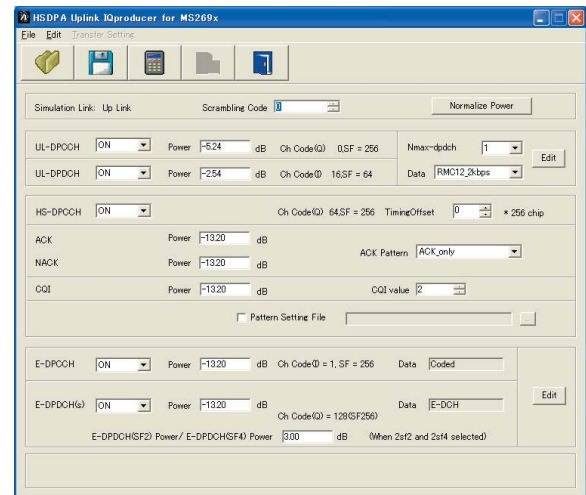 HSDPA Uplink IQproducer for MS269x
File Edit Transfer Setting
Simulation Link: Up Link Scrambling Code 0 Normalize Power
UL-DPCCH ON Power -5.24 dB Ch Code(Q) 0,SF = 256 Nmax-dpdch 1 Edit
UL-DPDCH ON Power -2.54 dB Ch Code(I) 16,SF = 64 Data RMC12_2kbps
HS-DPCCH ON Ch Code(Q) 64,SF = 256 TimingOffset 0 * 256 chip
ACK Power -13.20 dB ACK Pattern ACK_only
NACK Power -13.20 dB
CQI Power -13.20 dB CQI value 2
Pattern Setting File ...
E-DPCCH ON Power -13.20 dB Ch Code(I) = 1, SF = 256 Data Coded
E-DPDCH(s) ON Power -13.20 dB Ch Code(Q) = 128(SF256) Data E-DCH Edit
E-DPDCH(SF2) Power/ E-DPDCH(SF4) Power 3.00 dB (When 2sf2 and 2sf4 selected)